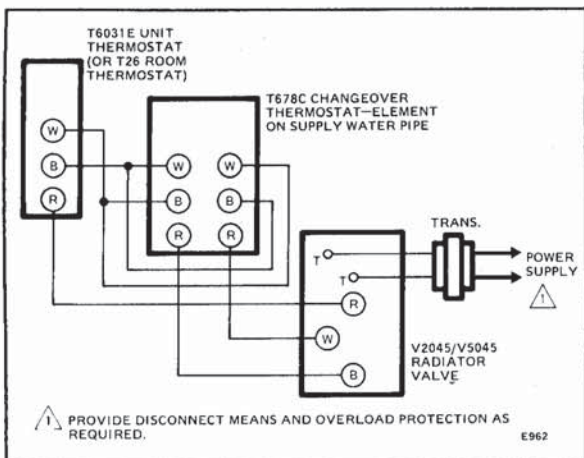 T6031E UNIT
THERMOSTAT
(OR T26 ROOM
THERMOSTAT)
T678C CHANGEOVER
THERMOSTAT—ELEMENT
ON SUPPLY WATER PIPE
W
B
R
W
W
B
B
R
R
TRANS.
T
T
POWER
SUPPLY
1
R
W
B
V2045/V5045
RADIATOR
VALVE
1 PROVIDE DISCONNECT MEANS AND OVERLOAD PROTECTION AS
REQUIRED.
E962